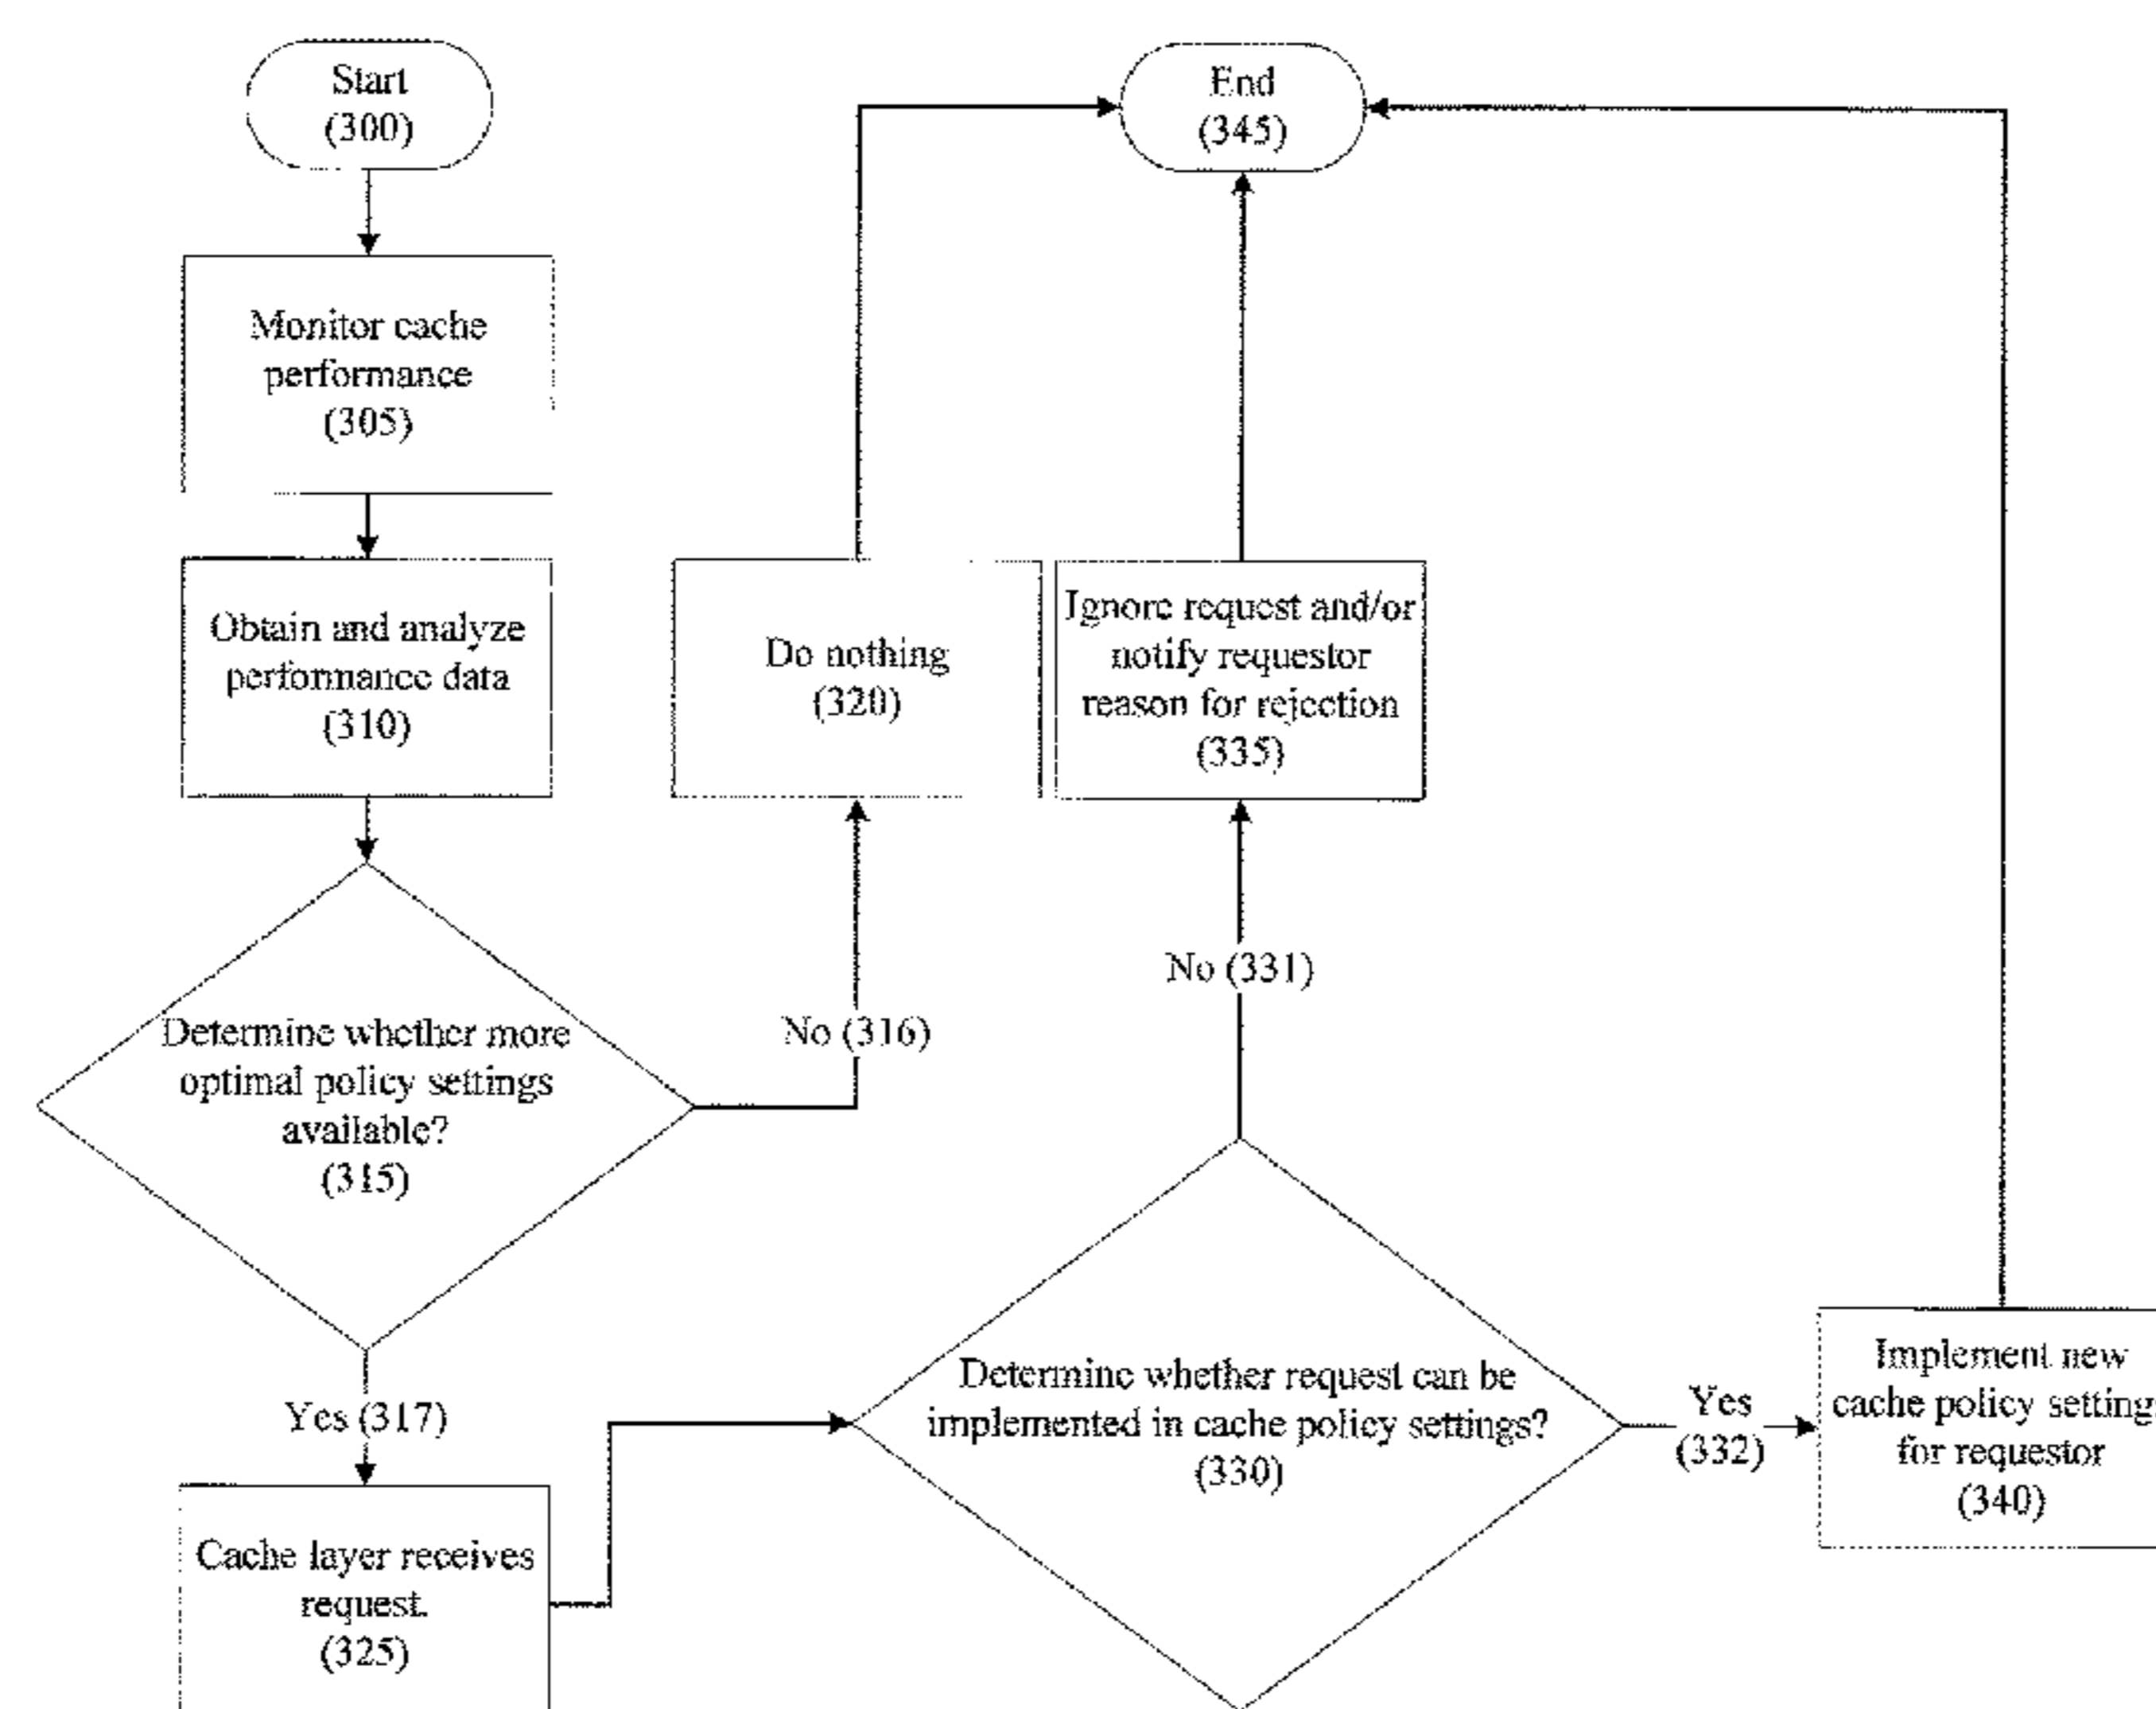 Start
(300)
Monitor cache
performance
(305)
Obtain and analyze
performance data
(310)
Determine whether more
optimal policy settings
available?
(315)
No (316)
Do nothing
(320)
Yes (317)
Cache layer receives
request.
(325)
Determine whether request can be
implemented in cache policy settings?
(330)
No (331)
Ignore request and/or
notify requestor
reason for rejection
(335)
Yes
(332)
Implement new
cache policy setting
for requestor
(340)
End
(345)